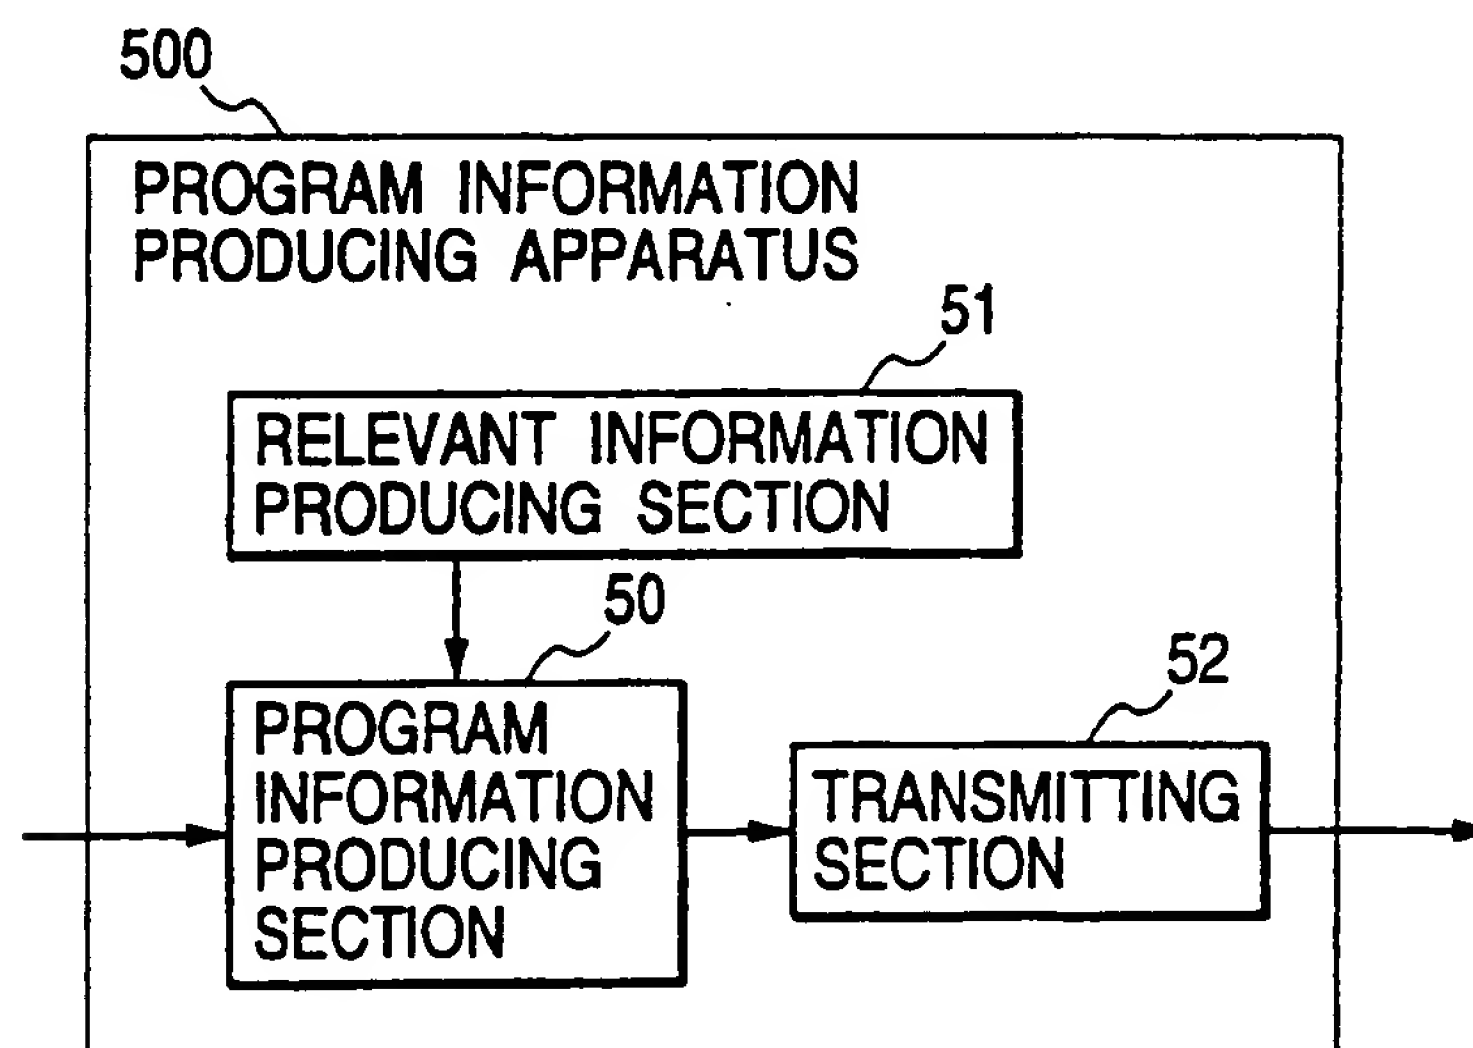 500
PROGRAM INFORMATION
PRODUCING APPARATUS
51
RELEVANT INFORMATION
PRODUCING SECTION
50
PROGRAM
INFORMATION
PRODUCING
SECTION
52
TRANSMITTING
SECTION